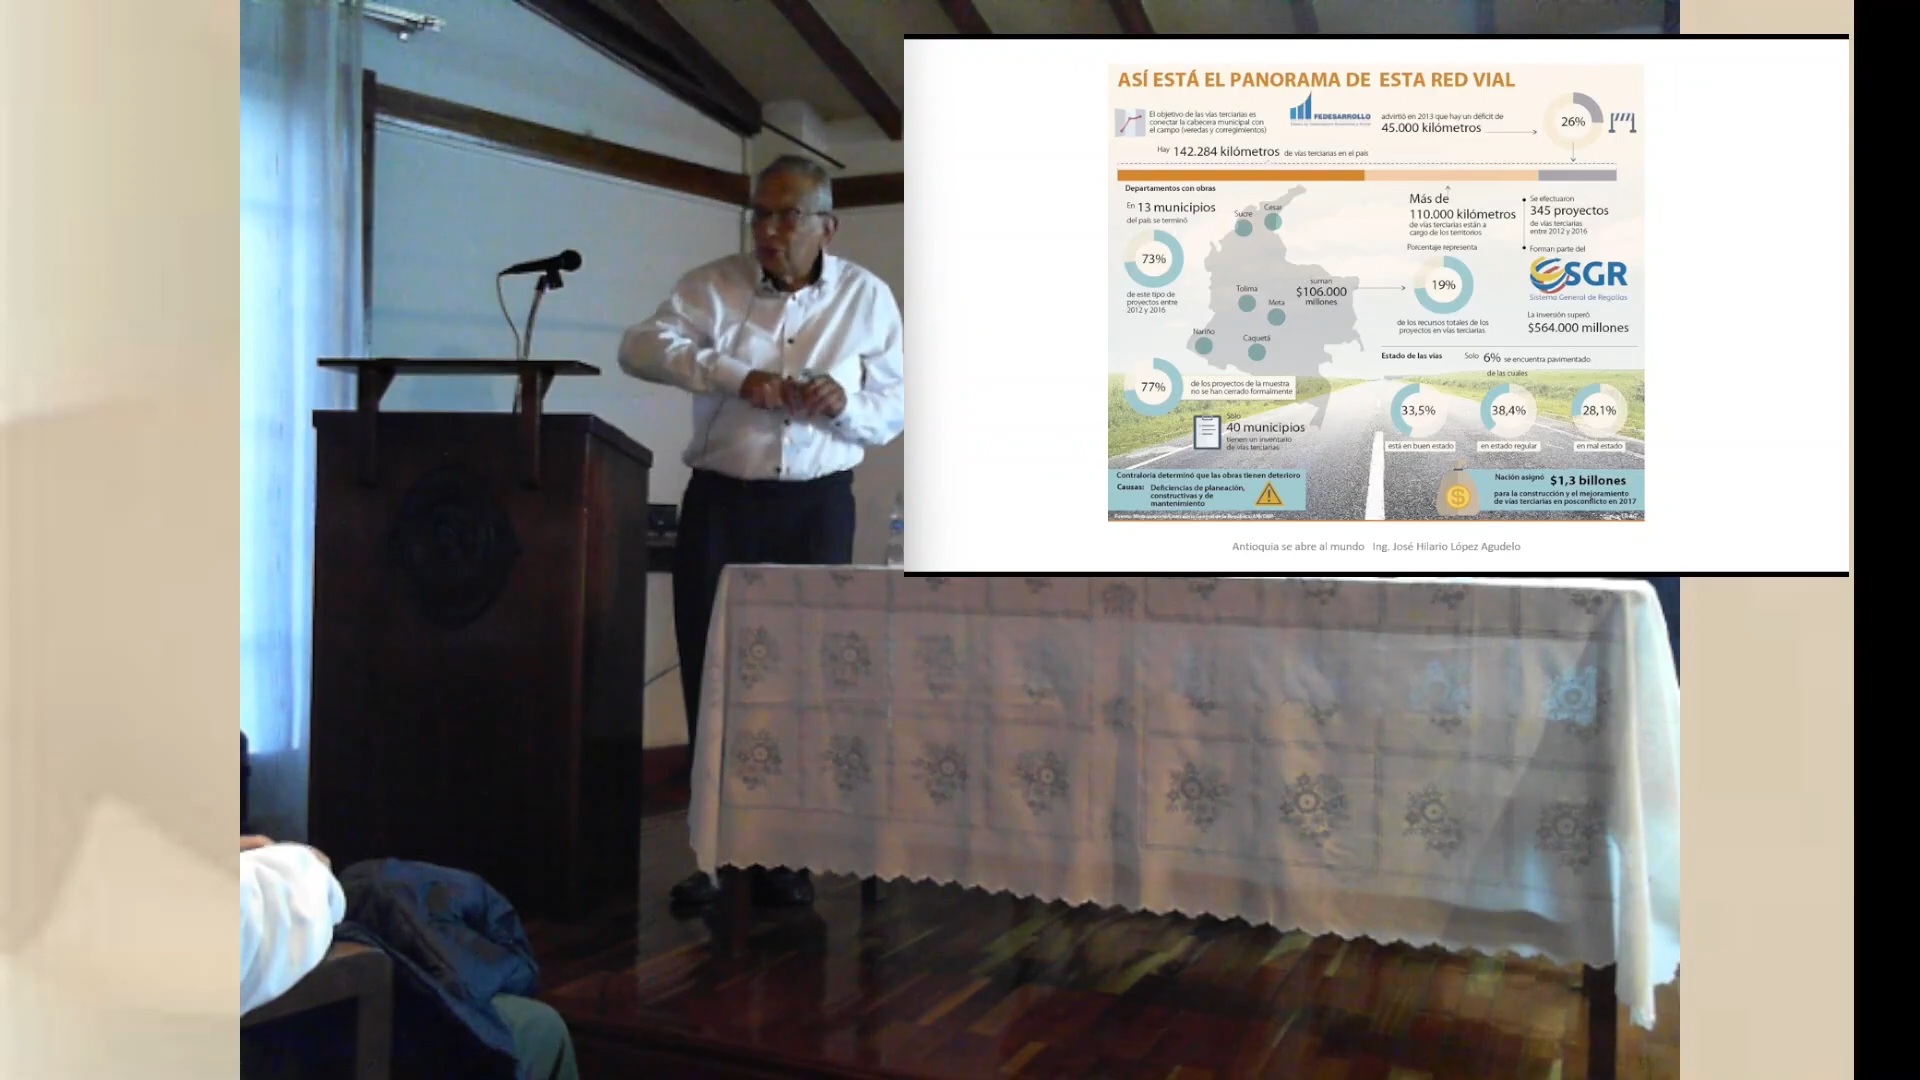 ASÍ ESTÁ EL PANORAMA DE ESTA RED VIAL
El objetivo de las vías terciarias es
conectar la cabecera municipal con
el campo (veredas y corregimientos)
FEDESARROLLO
advirtió en 2013 que hay un déficit de
45.000 kilómetros
26%
Hay 142.284 kilómetros de vías terciarias en el país
Departamentos con obras
En 13 municipios
del país se terminó
73%
de este tipo de
proyectos entre
2012 y 2016
Sucre
Cesar
Tolima
Meta
Nariño
Caquetá
suman
$106.000
millones
Más de
110.000 kilómetros
de vías terciarias están a
cargo de los territorios
Porcentaje representa
19%
de los recursos totales de los
proyectos en vías terciarias
Se efectuaron
345 proyectos
de vías terciarias
entre 2012 y 2016
Forman parte del
SGR
Sistema General de Regalías
La inversión superó
$564.000 millones
77%
de los proyectos de la muestra
no se han cerrado formalmente
Sólo
40 municipios
tienen un inventario
de vías terciarias
Estado de las vías Solo 6% se encuentra pavimentado
de las cuales
33,5%
está en buen estado
38,4%
en estado regular
28,1%
en mal estado
Contraloría determinó que las obras tienen deterioro
Causas: Deficiencias de planeación,
constructivas y de
mantenimiento
Nación asignó $1,3 billones
para la construcción y el mejoramiento
de vías terciarias en posconflicto en 2017
Antioquia se abre al mundo Ing. José Hilario López Agudelo